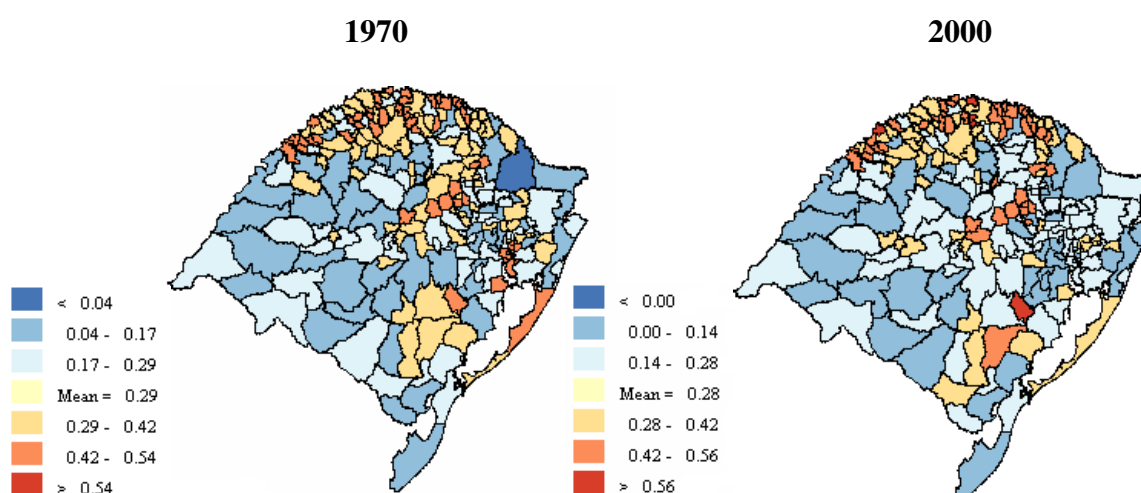 1970
2000
< 0.04
0.04 - 0.17
0.17 - 0.29
Mean = 0.29
0.29 - 0.42
0.42 - 0.54
> 0.54
< 0.00
0.00 - 0.14
0.14 - 0.28
Mean = 0.28
0.28 - 0.42
0.42 - 0.56
> 0.56